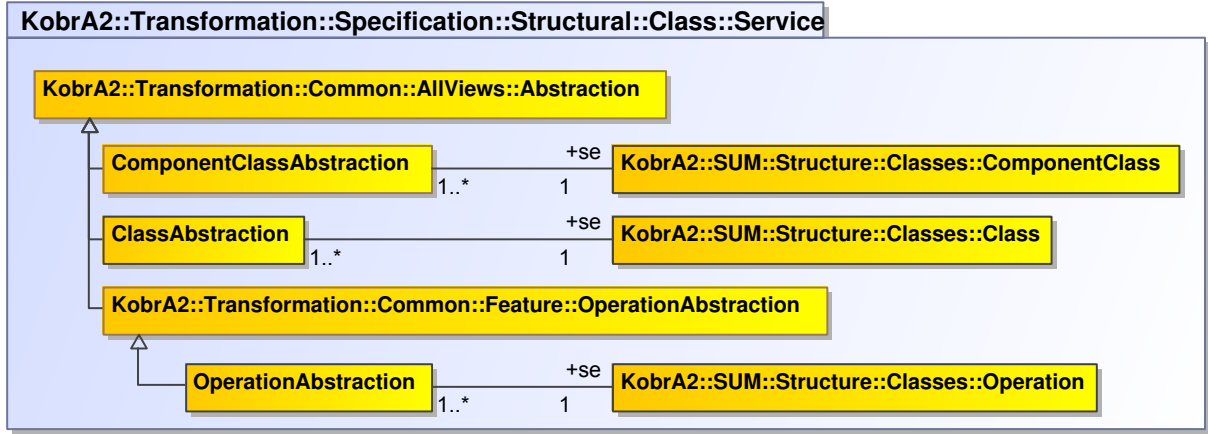 KobrA2::Transformation::Specification::Structural::Class::Service
KobrA2::Transformation::Common::AllViews::Abstraction
ComponentClassAbstraction
1..*
+se
1
KobrA2::SUM::Structure::Classes::ComponentClass
ClassAbstraction
1..*
+se
1
KobrA2::SUM::Structure::Classes::Class
KobrA2::Transformation::Common::Feature::OperationAbstraction
OperationAbstraction
1..*
+se
1
KobrA2::SUM::Structure::Classes::Operation